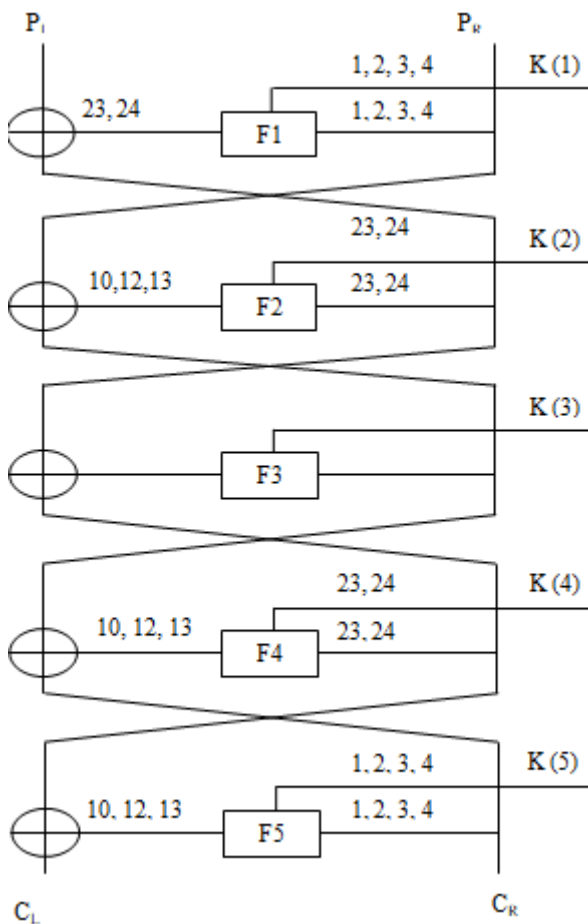 P_L P_R
1, 2, 3, 4 K (1)
23, 24 F1 1, 2, 3, 4
23, 24 K (2)
10,12,13 F2 23, 24
K (3)
F3
23, 24 K (4)
10, 12, 13 F4 23, 24
1, 2, 3, 4 K (5)
10, 12, 13 F5 1, 2, 3, 4
C_L C_R